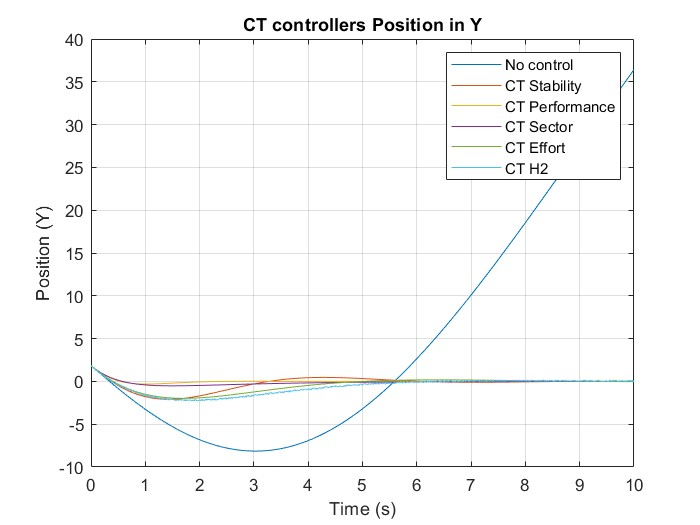 CT controllers Position in Y
40
35
30
25
20
15
10
5
0
-5
-10
Position (Y)
No control
CT Stability
CT Performance
CT Sector
CT Effort
CT H2
0 1 2 3 4 5 6 7 8 9 10
Time (s)